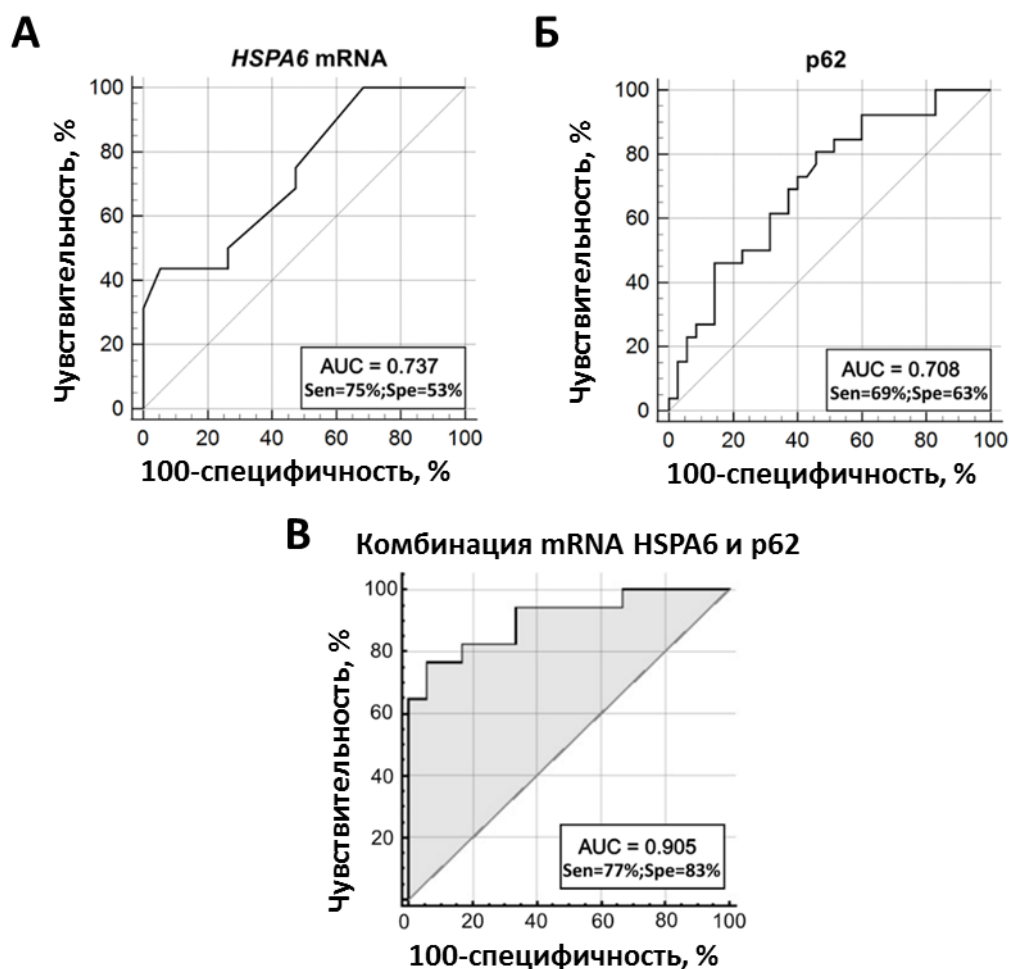 А
HSPA6 mRNA
Чувствительность, %
100
80
60
40
20
0
AUC = 0.737
Sen=75%;Spe=53%
0 20 40 60 80 100
100-специфичность, %
Б
p62
Чувствительность, %
100
80
60
40
20
0
AUC = 0.708
Sen=69%;Spe=63%
0 20 40 60 80 100
100-специфичность, %
В
Комбинация mRNA HSPA6 и p62
Чувствительность, %
100
80
60
40
20
AUC = 0.905
Sen=77%;Spe=83%
0 20 40 60 80 100
100-специфичность, %